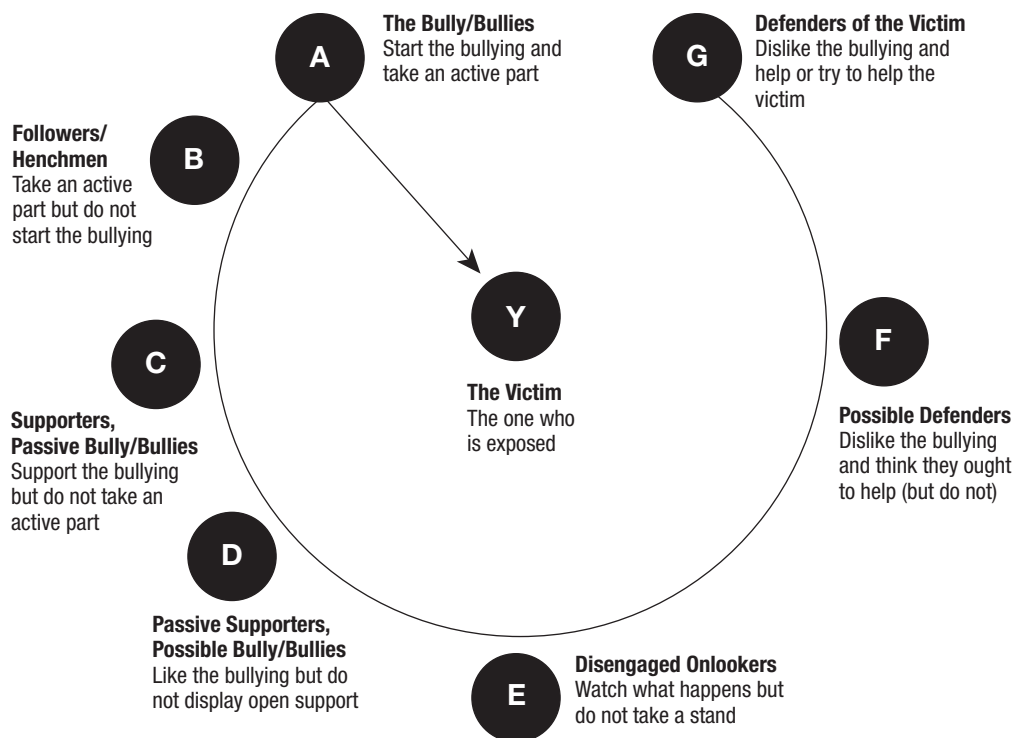 A
The Bully/Bullies
Start the bullying and
take an active part
G
Defenders of the Victim
Dislike the bullying and
help or try to help the
victim
B
Followers/
Henchmen
Take an active
part but do not
start the bullying
Y
The Victim
The one who
is exposed
C
Supporters,
Passive Bully/Bullies
Support the bullying
but do not take an
active part
F
Possible Defenders
Dislike the bullying
and think they ought
to help (but do not)
D
Passive Supporters,
Possible Bully/Bullies
Like the bullying but do
not display open support
E
Disengaged Onlookers
Watch what happens but
do not take a stand